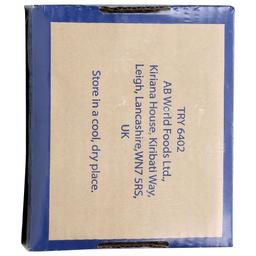 TRY 6402
AB World Foods Ltd.,
Kiriana House, Kiribati Way,
Leigh, Lancashire,WN7 5RS,
UK
Store in a cool, dry place.